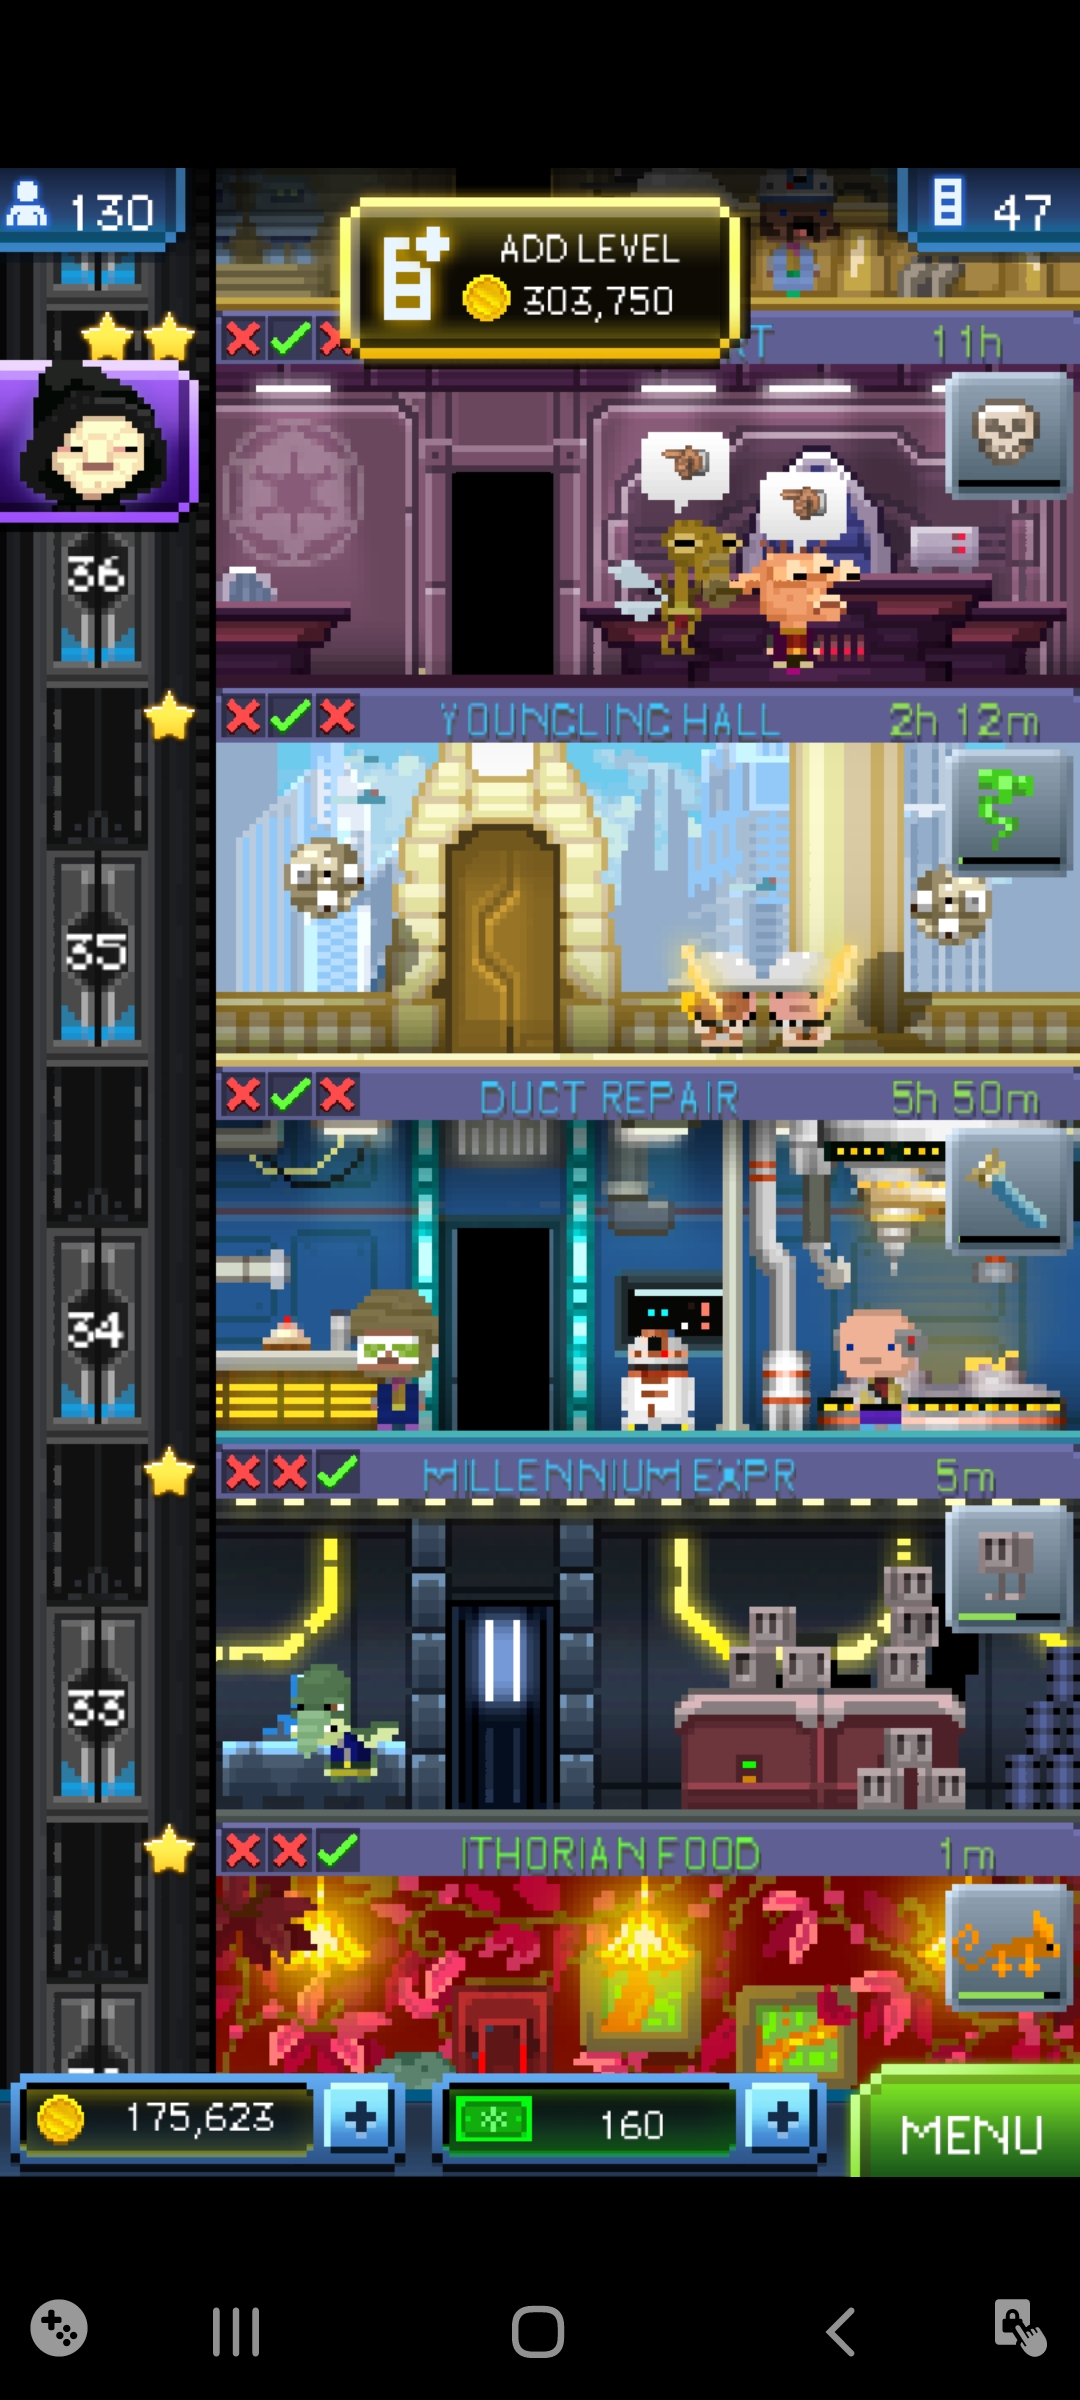 130
ADD LEVEL
303,750
47
11h
36
YOUNGLING HALL
2h 12m
35
DUCT REPAIR
5h 50m
34
MILLENNIUM EXPR
5m
33
ITHORIAN FOOD
1m
175,623
160
MENU